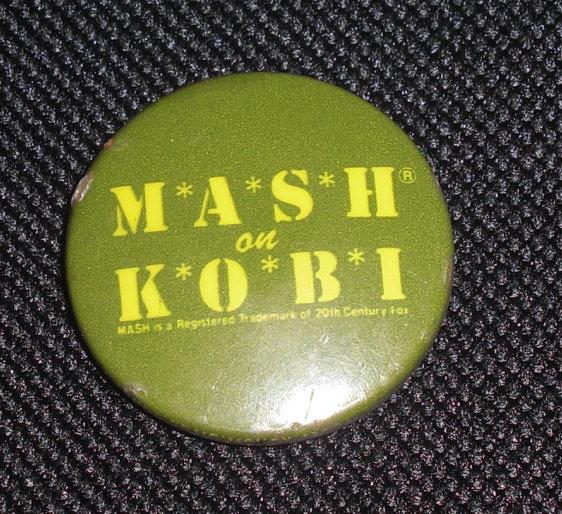 M*A*S*H®
on
K*O*B*I
MASH is a Registered Trademark of 20th Century Fox